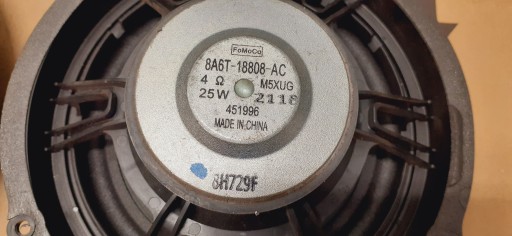 FoMoCo
8A6T-18808-AC
4 Ω M5XUG
25W 2118
451996
MADE IN CHINA
8H729F